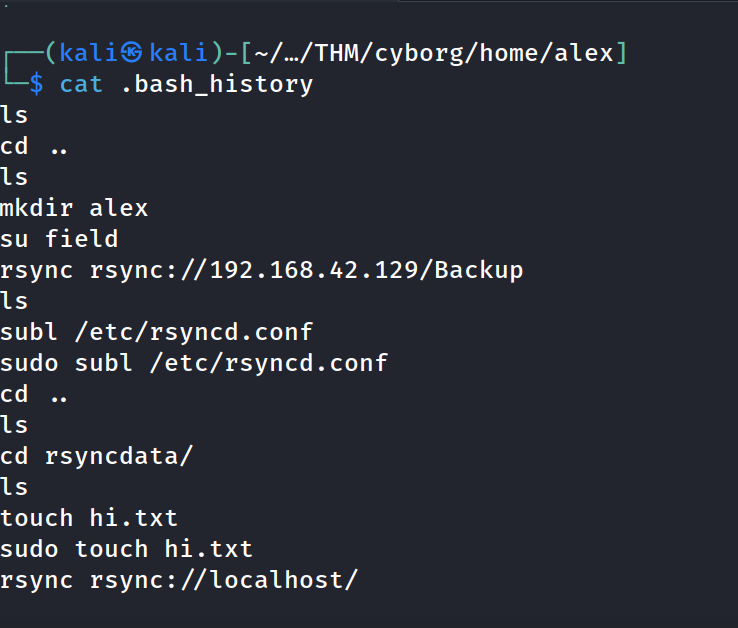 ┌──(kali㉿kali)-[~/…/THM/cyborg/home/alex]
└─$ cat .bash_history
ls
cd ..
ls
mkdir alex
su field
rsync rsync://192.168.42.129/Backup
ls
subl /etc/rsyncd.conf
sudo subl /etc/rsyncd.conf
cd ..
ls
cd rsyncdata/
ls
touch hi.txt
sudo touch hi.txt
rsync rsync://localhost/